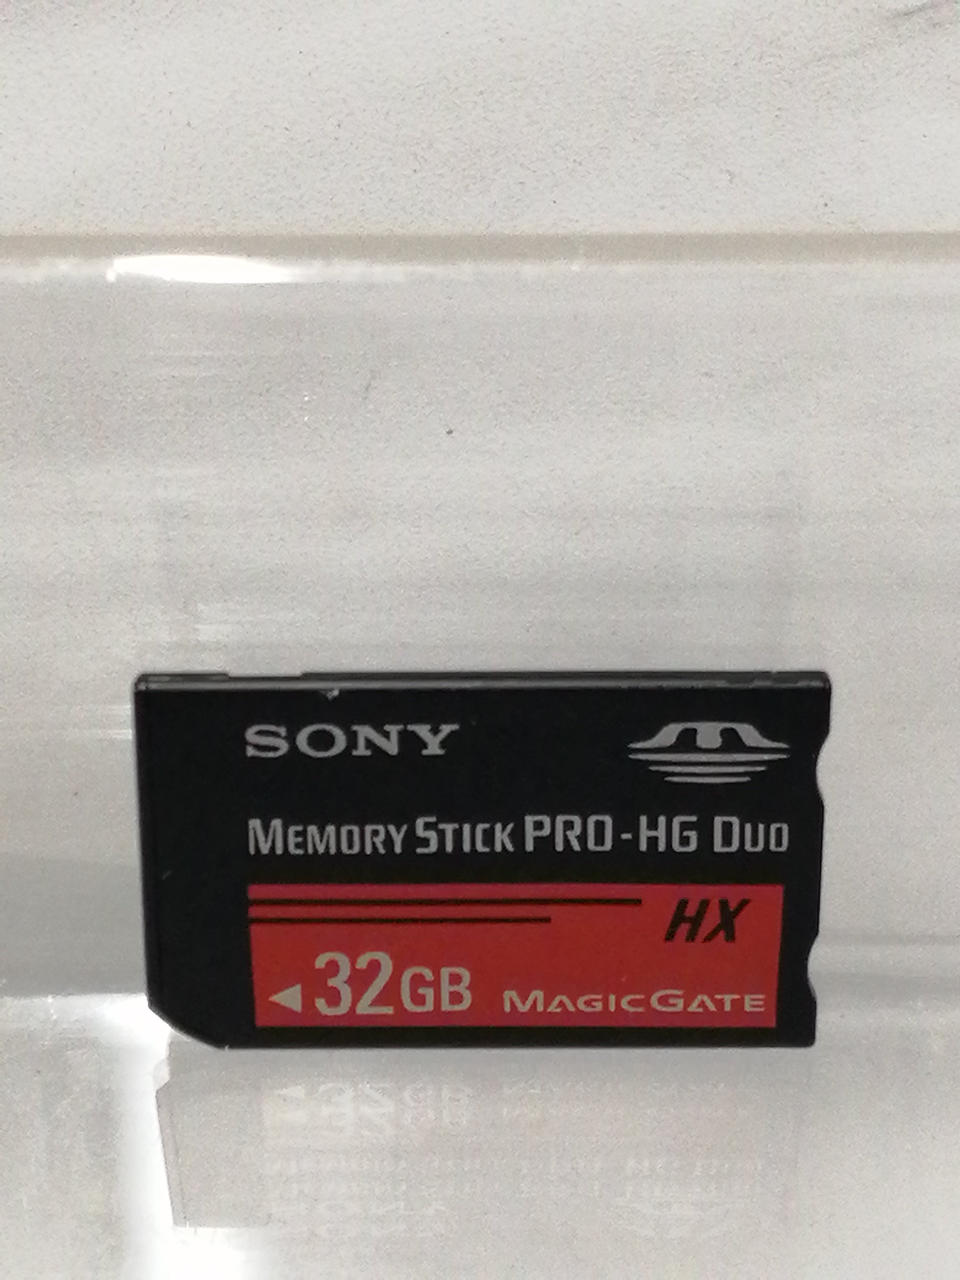 SONY
MEMORY STICK PRO-HG DUO
HX
32GB MAGICGATE